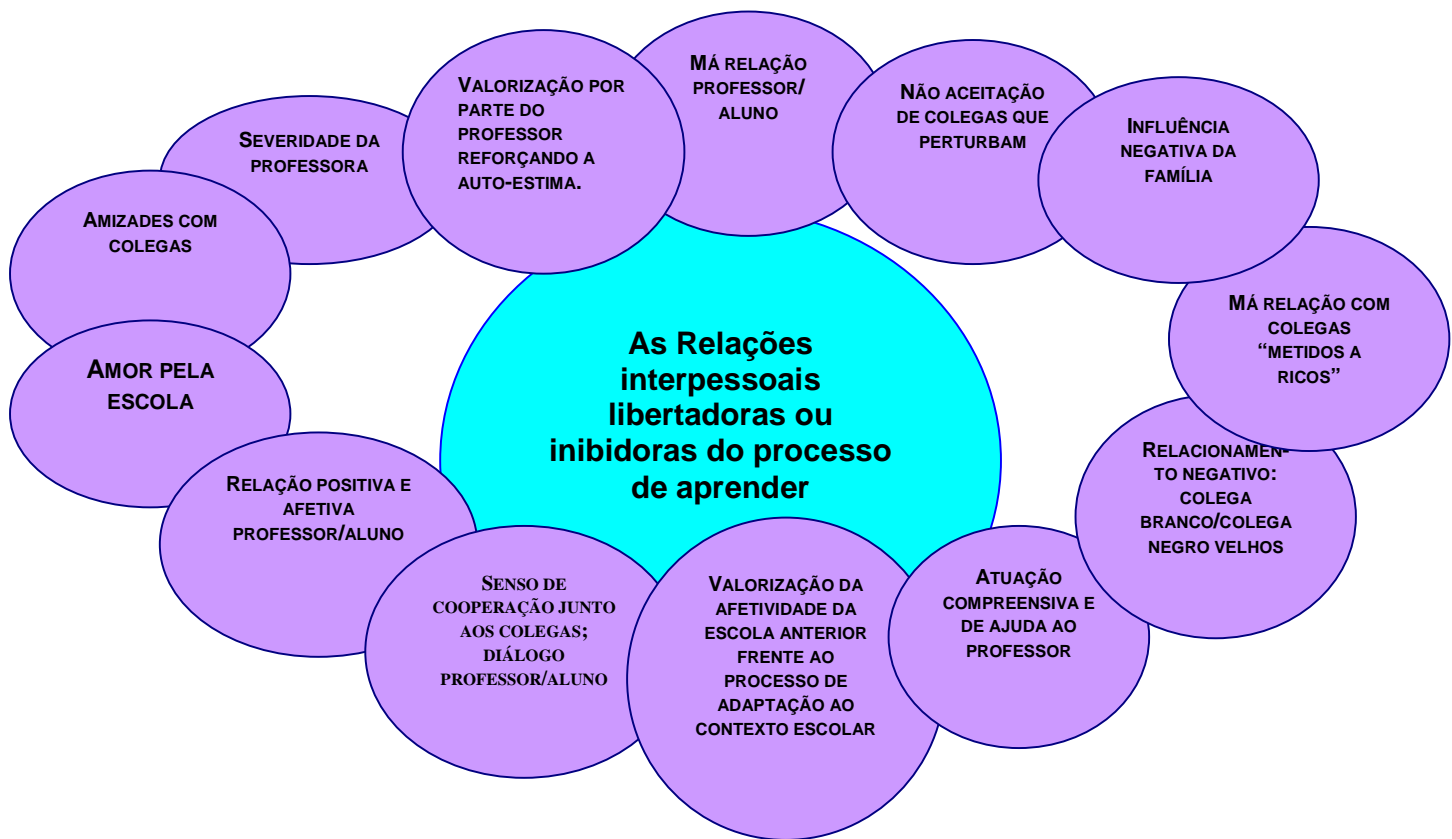 MÁ RELAÇÃO
PROFESSOR/
ALUNO
VALORIZAÇÃO POR
PARTE DO
PROFESSOR
REFORÇANDO A
AUTO-ESTIMA.
NÃO ACEITAÇÃO
DE COLEGAS QUE
PERTURBAM
INFLUÊNCIA
NEGATIVA DA
FAMÍLIA
SEVERIDADE DA
PROFESSORA
AMIZADES COM
COLEGAS
MÁ RELAÇÃO COM
COLEGAS
“METIDOS A
RICOS”
AMOR PELA
ESCOLA
As Relações
interpessoais
libertadoras ou
inibidoras do processo
de aprender
RELACIONAMEN-
TO NEGATIVO:
COLEGA
BRANCO/COLEGA
NEGRO VELHOS
RELAÇÃO POSITIVA E
AFETIVA
PROFESSOR/ALUNO
SENSO DE
COOPERAÇÃO JUNTO
AOS COLEGAS;
DIÁLOGO
PROFESSOR/ALUNO
VALORIZAÇÃO DA
AFETIVIDADE DA
ESCOLA ANTERIOR
FRENTE AO
PROCESSO DE
ADAPTAÇÃO AO
CONTEXTO ESCOLAR
ATUAÇÃO
COMPREENSIVA E
DE AJUDA AO
PROFESSOR